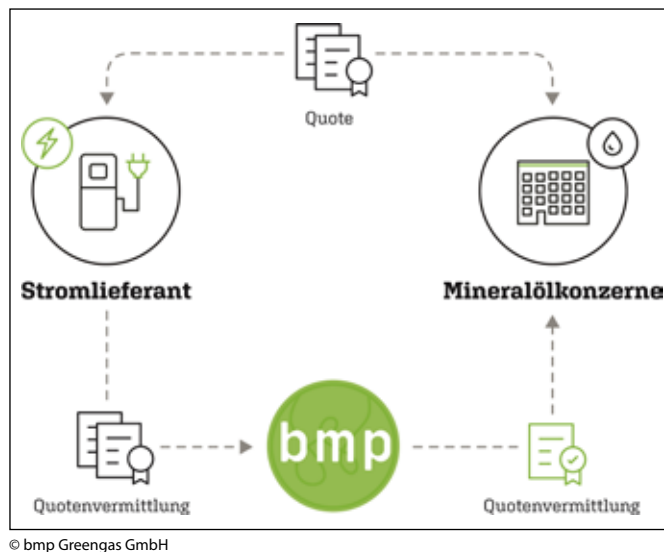 Quote
Stromlieferant
Mineralölkonzerne
bmp
Quotenvermittlung
Quotenvermittlung
© bmp Greengas GmbH